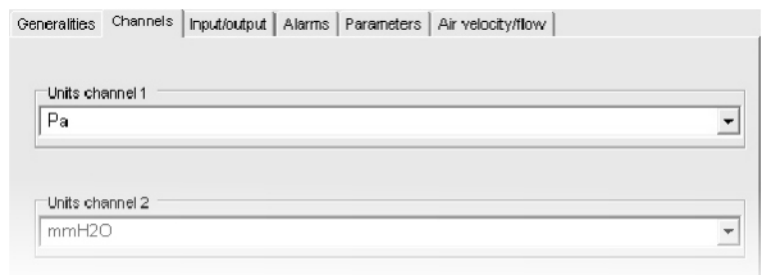 Generalities Channels Input/output Alarms Parameters Air velocity/flow
Units channel 1
Pa
Units channel 2
mmH2O